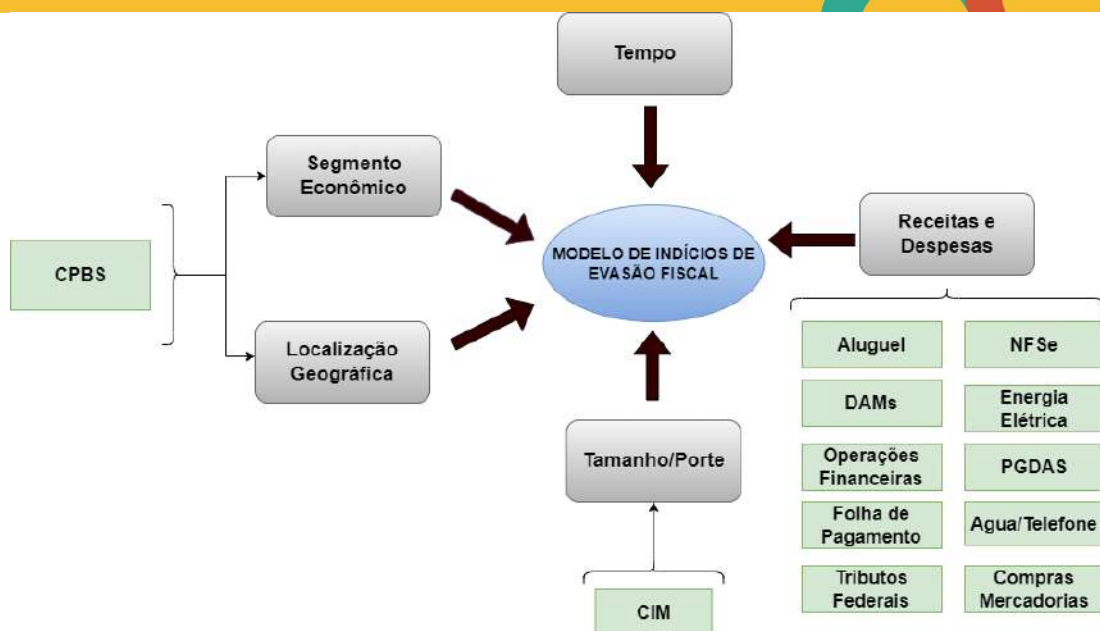 Tempo
Segmento
Econômico
CPBS
Localização
Geográfica
MODELO DE INDÍCIOS DE
EVASÃO FISCAL
Receitas e
Despesas
Tamanho/Porte
CIM
Aluguel
NFSe
DAMs
Energia
Elétrica
Operações
Financeiras
PGDAS
Folha de
Pagamento
Agua/Telefone
Tributos
Federais
Compras
Mercadorias